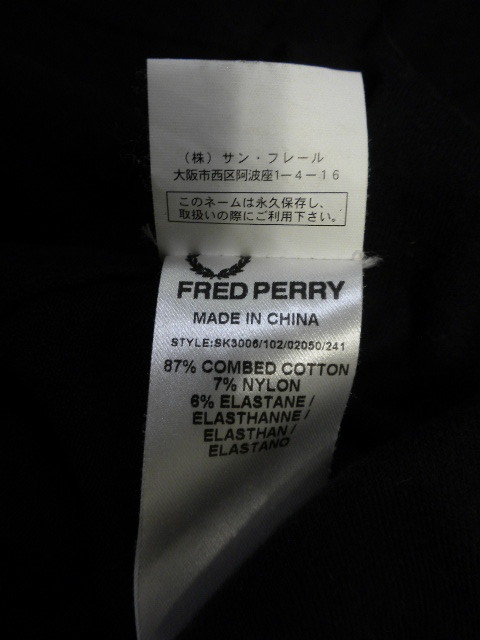 (株) サン・フレール
大阪市西区阿波座1-4-16
このネームは永久保存し、
取扱いの際にご利用下さい。
FRED PERRY
MADE IN CHINA
STYLE:SK3006/102/02050/241
87% COMBED COTTON
7% NYLON
6% ELASTANE/
ELASTHANNE/
ELASTHAN/
ELASTANO